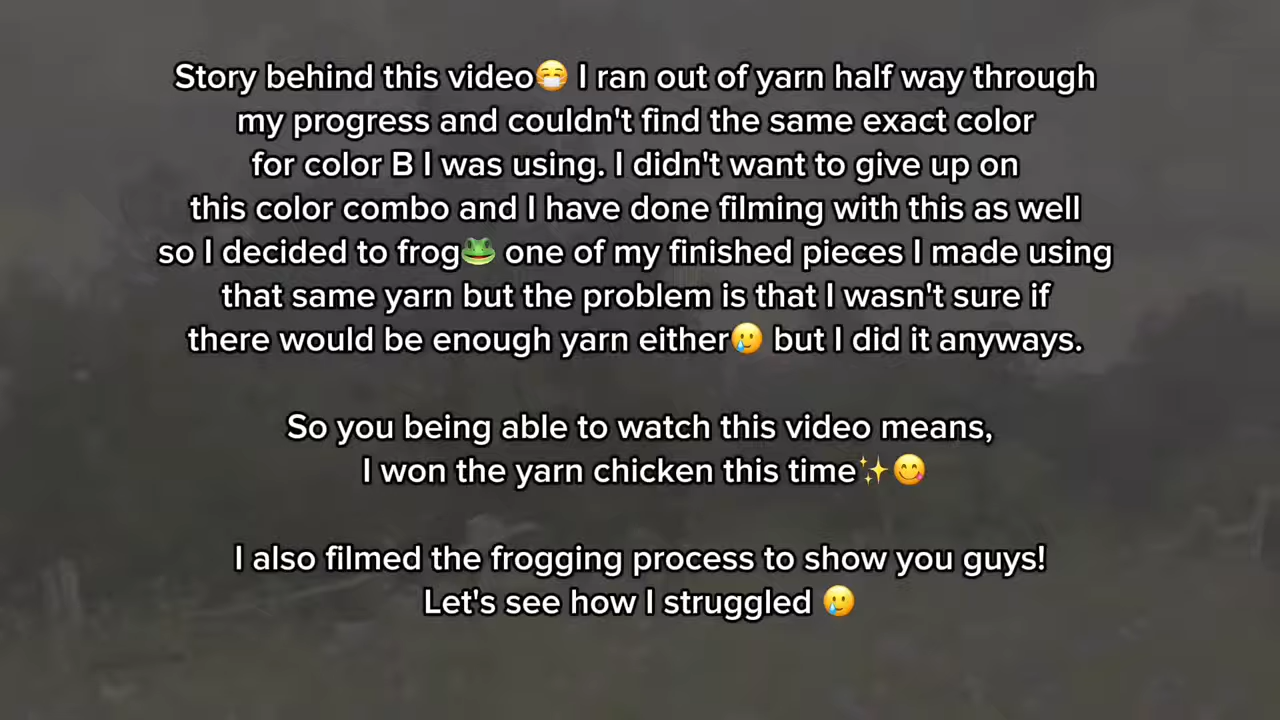 Story behind this video😷 I ran out of yarn half way through
my progress and couldn't find the same exact color
for color B I was using. I didn't want to give up on
this color combo and I have done filming with this as well
so I decided to frog🐸 one of my finished pieces I made using
that same yarn but the problem is that I wasn't sure if
there would be enough yarn either🥲 but I did it anyways.
So you being able to watch this video means,
I won the yarn chicken this time✨😋
I also filmed the frogging process to show you guys!
Let's see how I struggled 🥲